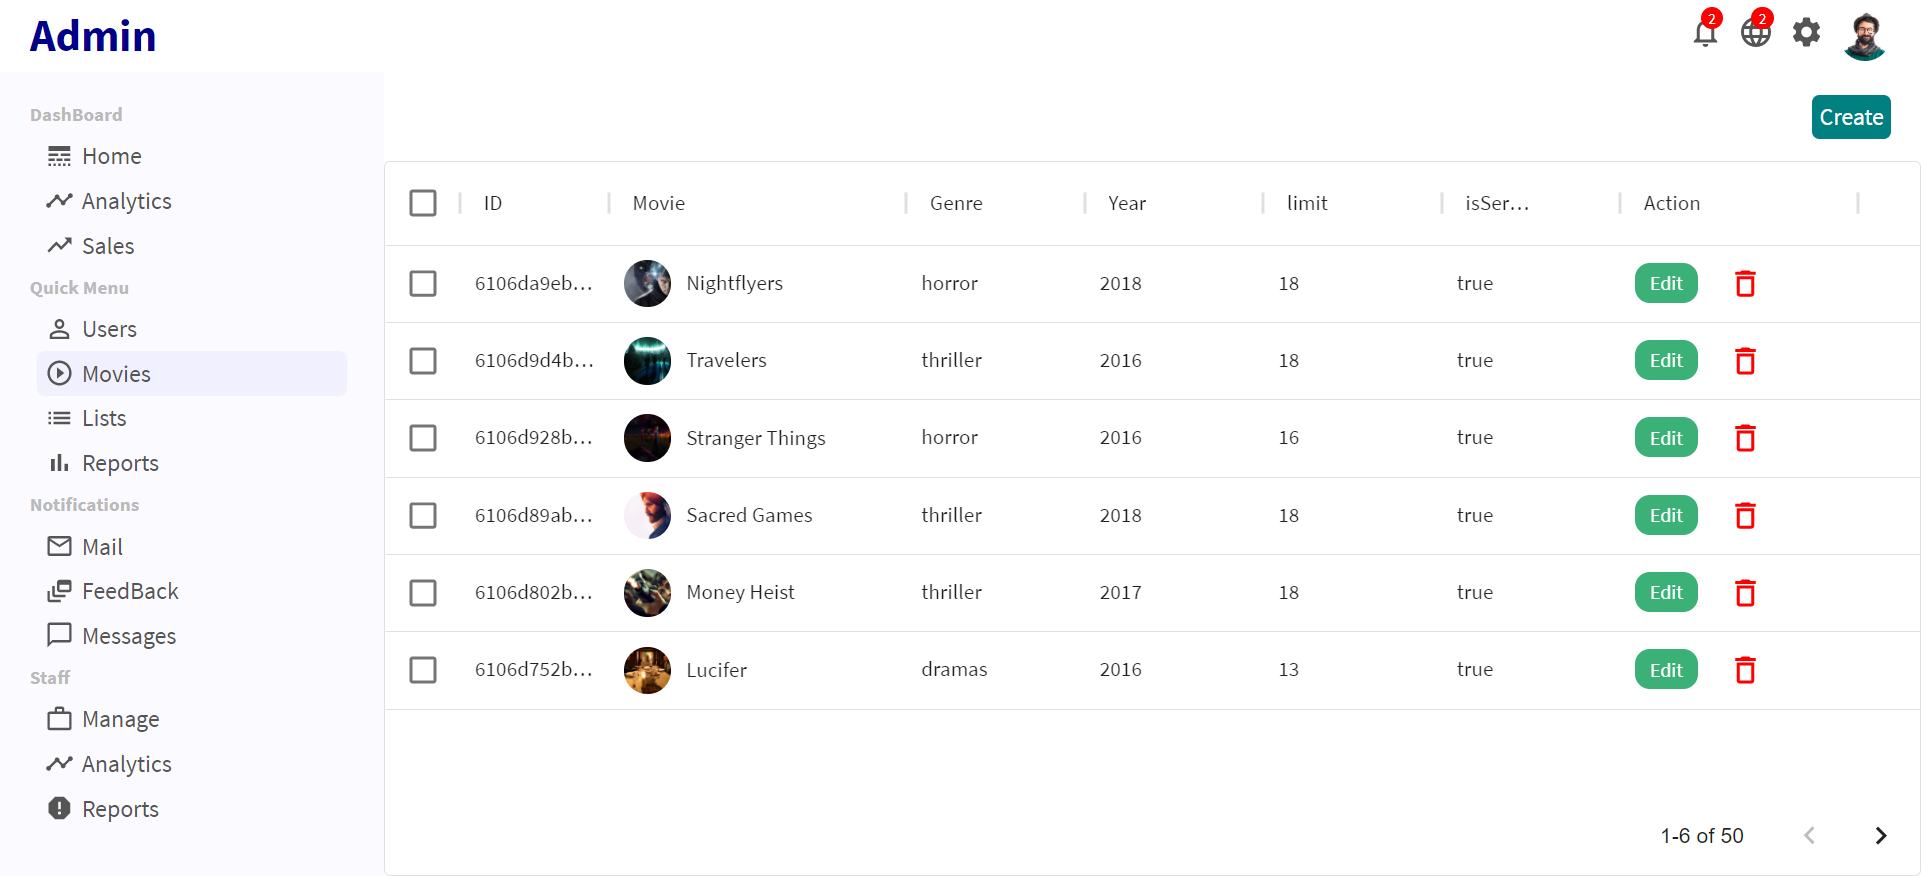 Admin
2
2
DashBoard
Home
Analytics
Sales
Quick Menu
Users
Movies
Lists
Reports
Notifications
Mail
FeedBack
Messages
Staff
Manage
Analytics
Reports
Create
ID Movie Genre Year limit isSer... Action
6106da9eb... Nightflyers horror 2018 18 true Edit
6106d9d4b... Travelers thriller 2016 18 true Edit
6106d928b... Stranger Things horror 2016 16 true Edit
6106d89ab... Sacred Games thriller 2018 18 true Edit
6106d802b... Money Heist thriller 2017 18 true Edit
6106d752b... Lucifer dramas 2016 13 true Edit
1-6 of 50